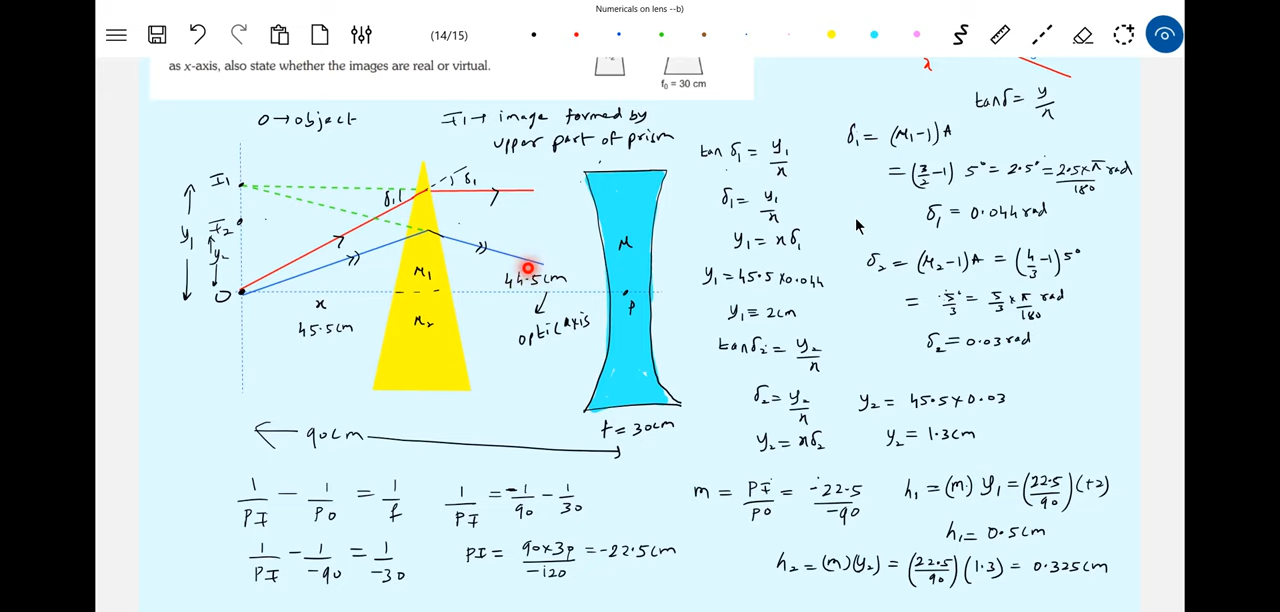 Numericals on lens --b)
(14/15)
as x-axis, also state whether the images are real or virtual.
f₀ = 30 cm
λ
O → object
I1 → image formed by
upper part of prism
I1
I2
y1
y2
O
δ1
δ1
μ1
μ2
x
45.5cm
44.5cm
optic axis
μ
P
f = 30cm
90cm
tan δ1 = y1/x
δ1 = y1/x
y1 = xδ1
y1 = 45.5 x 0.044
y1 = 2cm
tan δ2 = y2/x
δ2 = y2/x
y2 = xδ2
tan δ = y/x
δ1 = (μ1-1)A
= (3/2 -1) 5° = 2.5° = 2.5 x π/180 rad
δ1 = 0.044 rad
δ2 = (μ2-1)A = (4/3 -1) 5°
= 5°/3 = 5/3 x π/180 rad
δ2 = 0.03 rad
y2 = 45.5 x 0.03
y2 = 1.3cm
1/PI - 1/PO = 1/f
1/PI = -1/90 - 1/30
1/PI - 1/-90 = 1/-30
PI = 90x30/-120 = -22.5cm
m = PI/PO = -22.5/-90
h1 = (m) y1 = (22.5/90)(+2)
h1 = 0.5cm
h2 = (m)(y2) = (22.5/90)(1.3) = 0.325cm